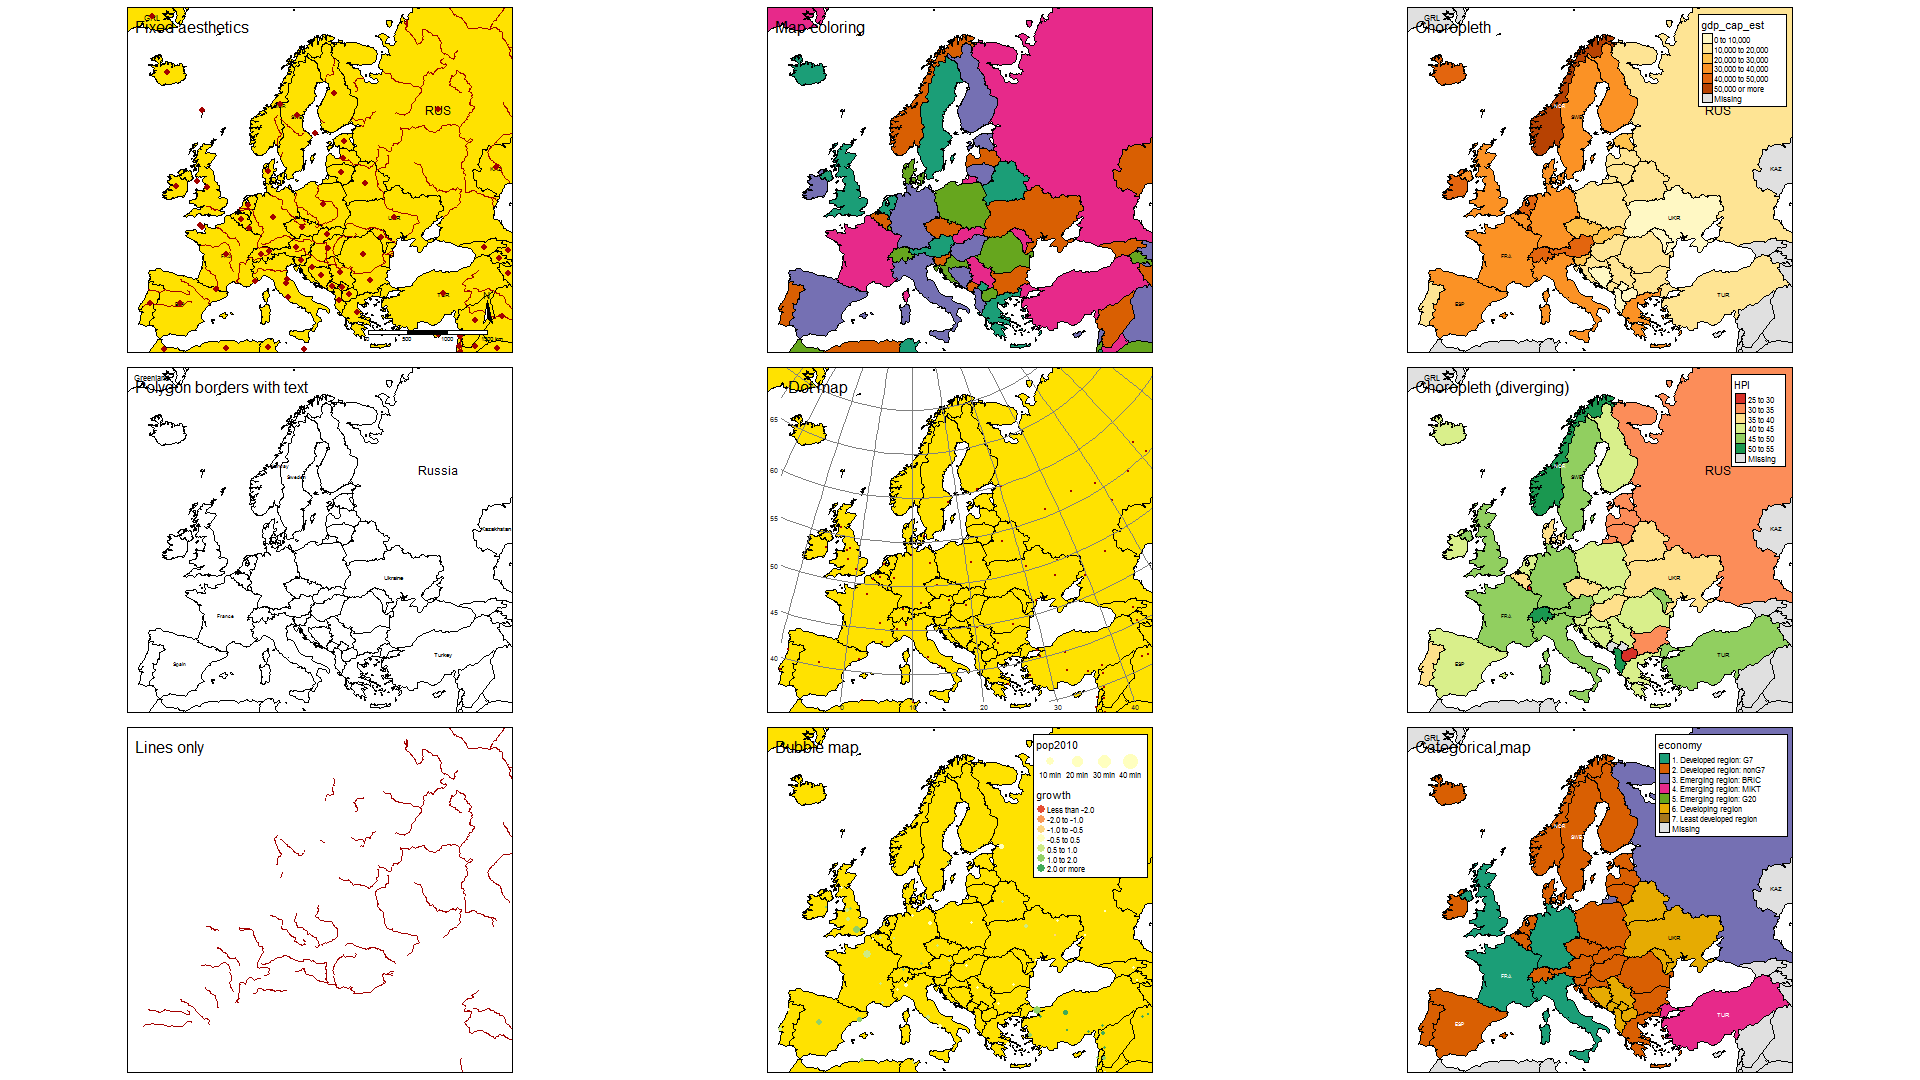 Fixed aesthetics
GRL
RUS
500
1000
Map coloring
Choropleth
GRL
gdp_cap_est
0 to 10,000
10,000 to 20,000
20,000 to 30,000
30,000 to 40,000
40,000 to 50,000
50,000 or more
Missing
RUS
SWE
KAZ
UKR
FRA
TUR
ESP
Greenland
Polygon borders with text
Russia
Norway
Sweden
Kazakhstan
Ukraine
France
Turkey
Spain
Dot map
65
60
55
50
45
40
0
10
20
30
40
Choropleth (diverging)
GRL
HPI
25 to 30
30 to 35
35 to 40
40 to 45
45 to 50
50 to 55
Missing
RUS
SWE
KAZ
UKR
FRA
TUR
ESP
Lines only
Bubble map
pop2010
10 mln 20 mln 30 mln 40 mln
growth
Less than -2.0
-2.0 to -1.0
-1.0 to -0.5
-0.5 to 0.5
0.5 to 1.0
1.0 to 2.0
2.0 or more
Categorical map
GRL
economy
1. Developed region: G7
2. Developed region: nonG7
3. Emerging region: BRIC
4. Emerging region: MIKT
5. Emerging region: G20
6. Developing region
7. Least developed region
Missing
SWE
KAZ
UKR
FRA
TUR
ESP